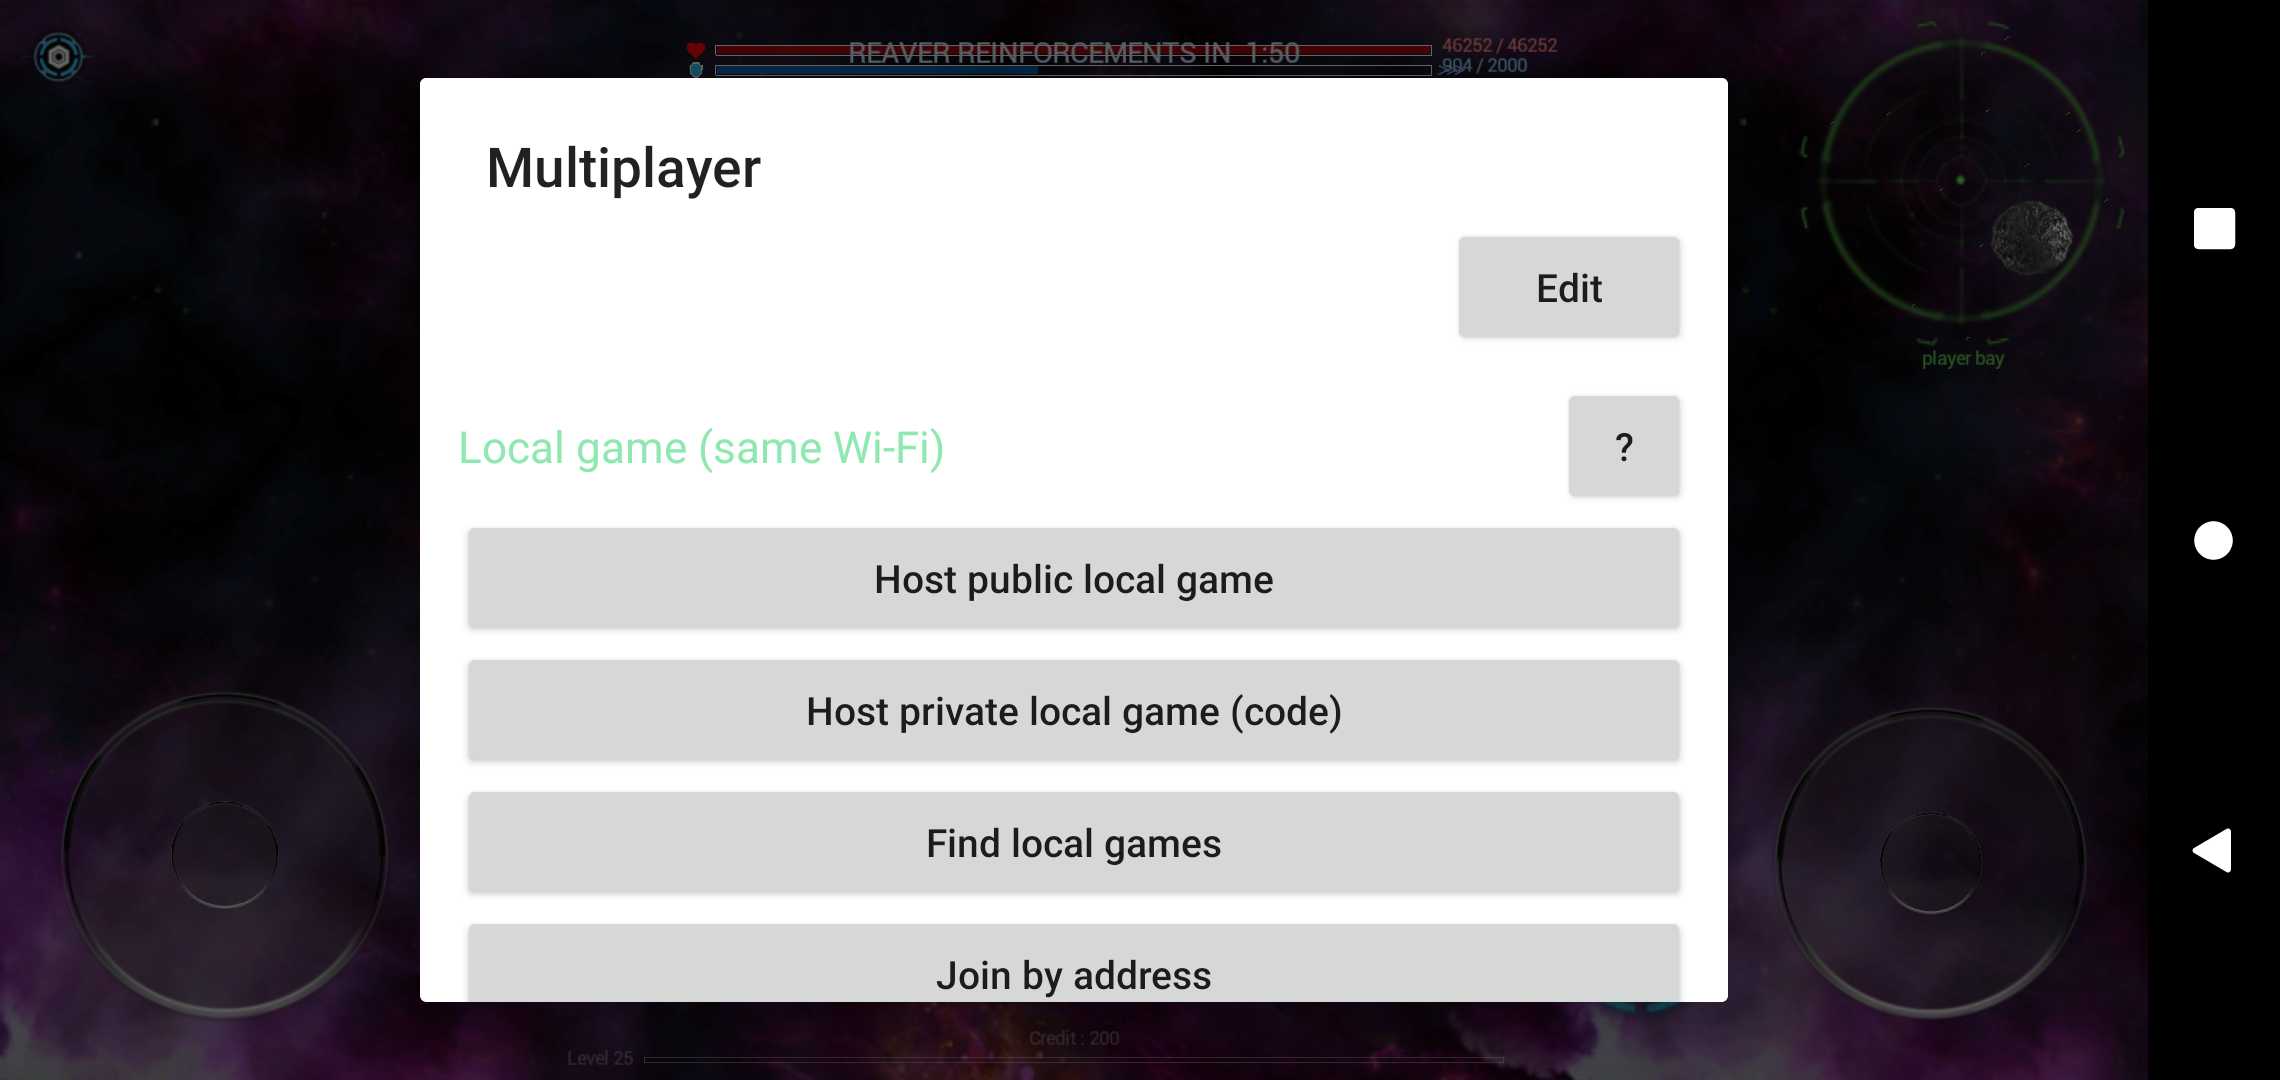 REAVER REINFORCEMENTS IN 1:50
46252 / 46252
904 / 2000
Multiplayer
Edit
player bay
Local game (same Wi-Fi)
?
Host public local game
Host private local game (code)
Find local games
Join by address
Credit : 200
Level 25